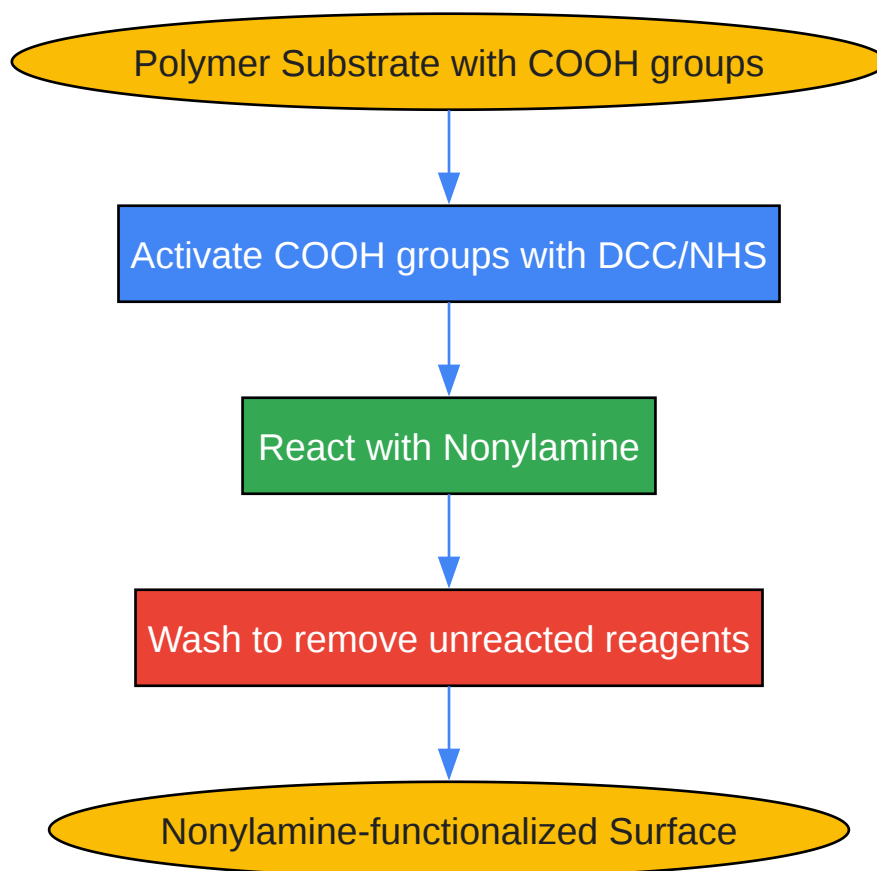 Polymer Substrate with COOH groups
Activate COOH groups with DCC/NHS
React with Nonylamine
Wash to remove unreacted reagents
Nonylamine-functionalized Surface